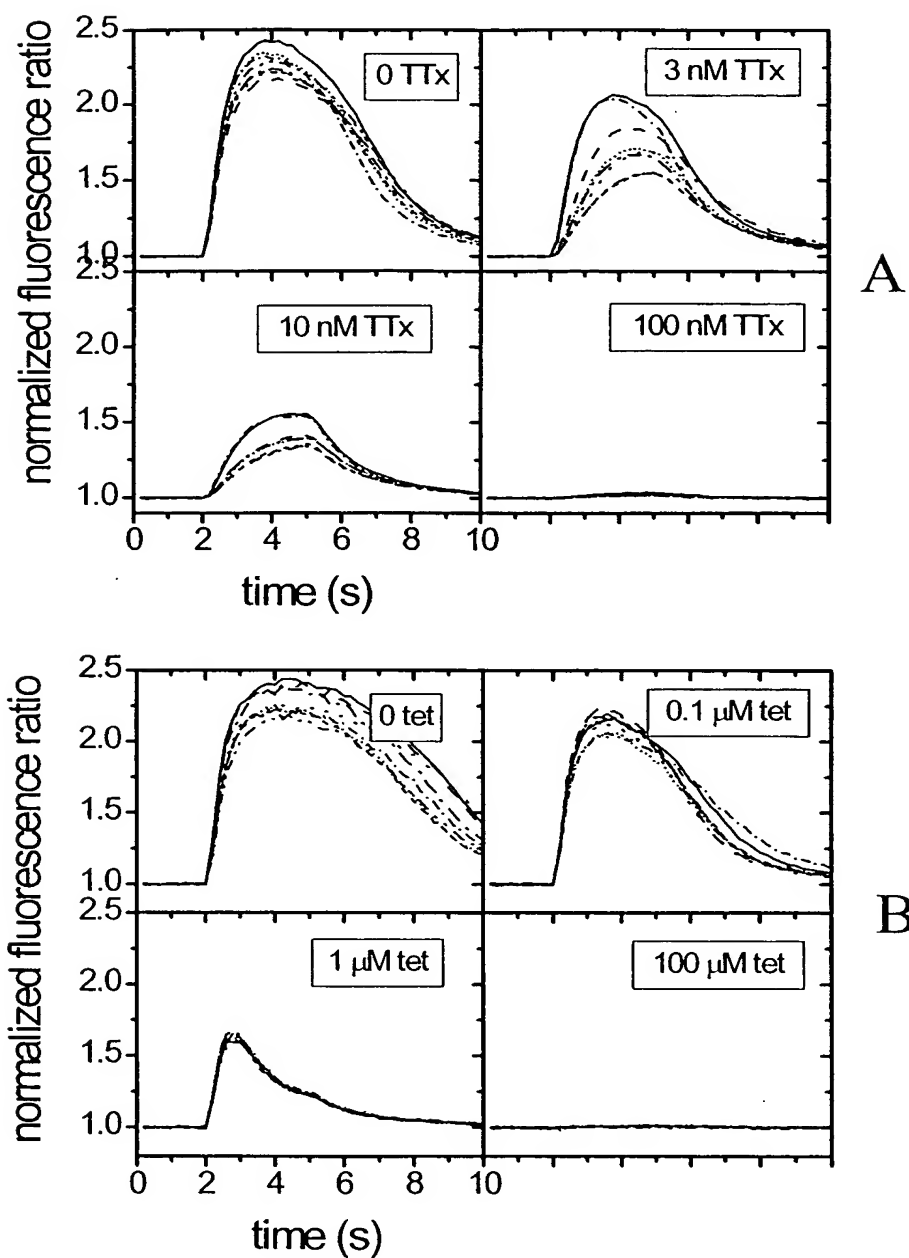 2.5
2.0
1.5
1.0
0 TTx
3 nM TTx
A
2.5
2.0
1.5
1.0
10 nM TTx
100 nM TTx
0 2 4 6 8 10
time (s)
normalized fluorescence ratio
2.5
2.0
1.5
1.0
0 tet
0.1 μM tet
B
2.5
2.0
1.5
1.0
1 μM tet
100 μM tet
0 2 4 6 8 10
time (s)
normalized fluorescence ratio